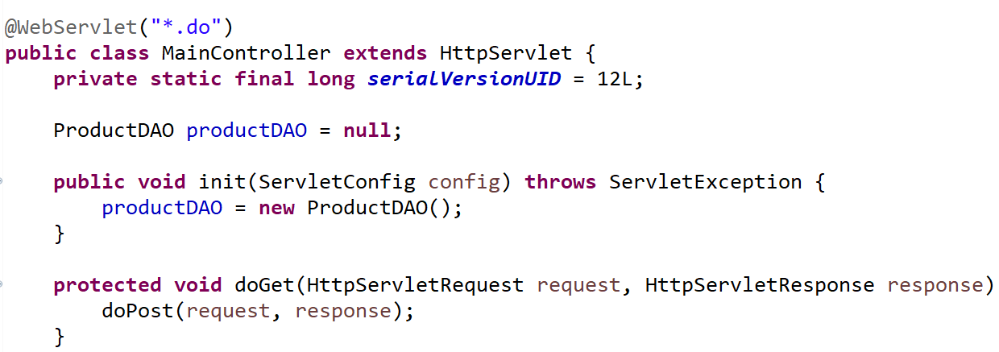 @WebServlet("*.do")
public class MainController extends HttpServlet {
private static final long serialVersionUID = 12L;
ProductDAO productDAO = null;
public void init(ServletConfig config) throws ServletException {
productDAO = new ProductDAO();
}
protected void doGet(HttpServletRequest request, HttpServletResponse response)
doPost(request, response);
}